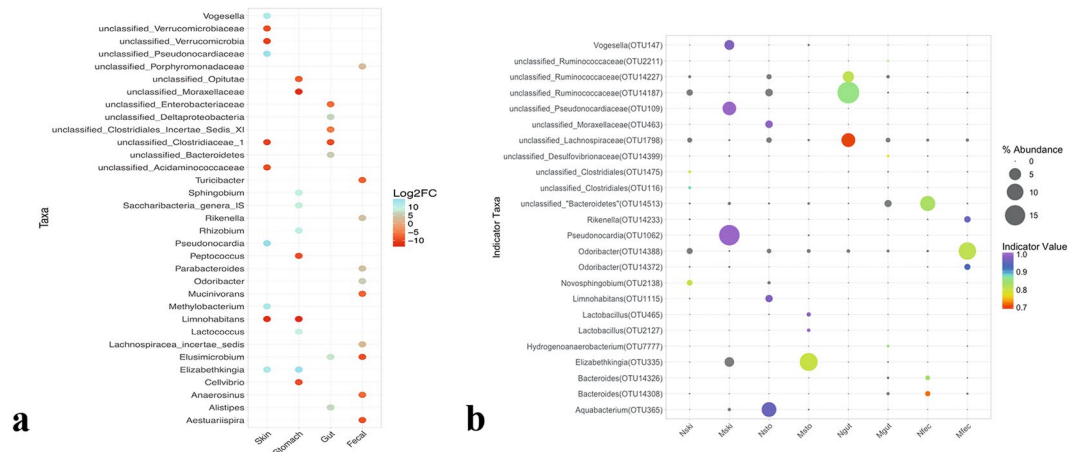 Taxa
Vogesella
unclassified_Verrucomicrobiaceae
unclassified_Verrucomicrobia
unclassified_Pseudonocardiaceae
unclassified_Porphyromonadaceae
unclassified_Opitutae
unclassified_Moraxellaceae
unclassified_Enterobacteriaceae
unclassified_Deltaproteobacteria
unclassified_Clostridiales_Incertae_Sedis_XI
unclassified_Clostridiaceae_1
unclassified_Bacteroidetes
unclassified_Acidaminococcaceae
Turicibacter
Sphingobium
Saccharibacteria_genera_IS
Rikenella
Rhizobium
Pseudonocardia
Peptococcus
Parabacteroides
Odoribacter
Mucinivorans
Methylobacterium
Limnohabitans
Lactococcus
Lachnospiracea_incertae_sedis
Elusimicrobium
Elizabethkingia
Cellvibrio
Anaerosinus
Alistipes
Aestuariispira
Skin
Stomach
Gut
Fecal
Log2FC
10
5
0
−5
−10
a
Indicator Taxa
Vogesella(OTU147)
unclassified_Ruminococcaceae(OTU2211)
unclassified_Ruminococcaceae(OTU14227)
unclassified_Ruminococcaceae(OTU14187)
unclassified_Pseudonocardiaceae(OTU109)
unclassified_Moraxellaceae(OTU463)
unclassified_Lachnospiraceae(OTU1798)
unclassified_Desulfovibrionaceae(OTU14399)
unclassified_Clostridiales(OTU1475)
unclassified_Clostridiales(OTU116)
unclassified_"Bacteroidetes"(OTU14513)
Rikenella(OTU14233)
Pseudonocardia(OTU1062)
Odoribacter(OTU14388)
Odoribacter(OTU14372)
Novosphingobium(OTU2138)
Limnohabitans(OTU1115)
Lactobacillus(OTU465)
Lactobacillus(OTU2127)
Hydrogenoanaerobacterium(OTU7777)
Elizabethkingia(OTU335)
Bacteroides(OTU14326)
Bacteroides(OTU14308)
Aquabacterium(OTU365)
Nski
Mski
Nsto
Msto
Ngut
Mgut
Nfec
Mfec
% Abundance
0
5
10
15
Indicator Value
1.0
0.9
0.8
0.7
b